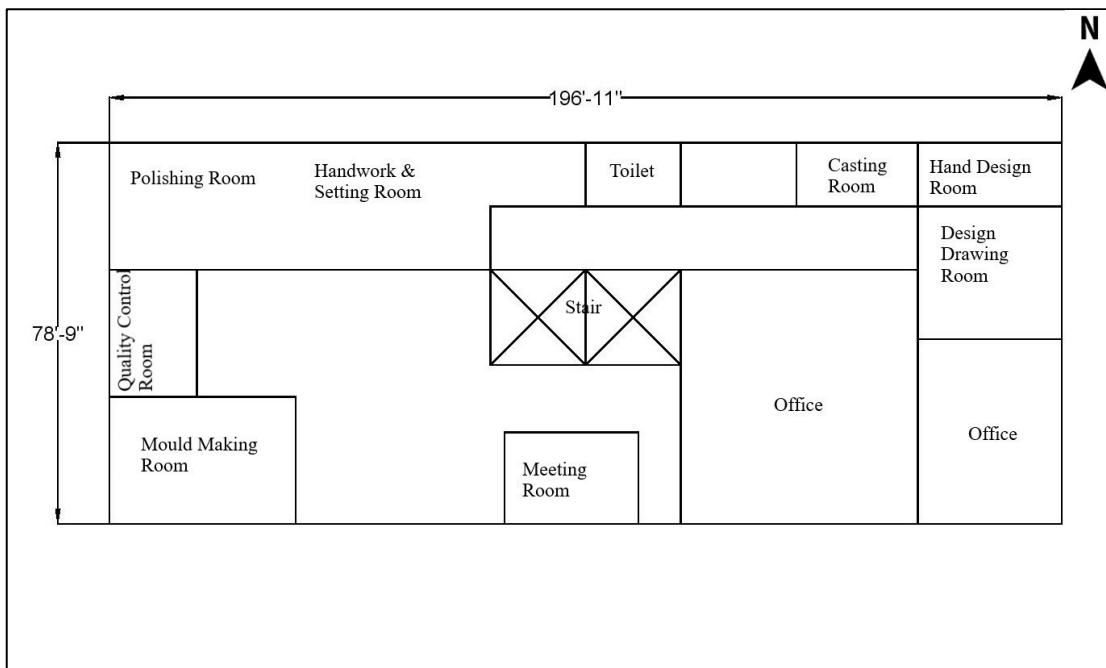 N
196'-11"
Polishing Room
Handwork &
Setting Room
Toilet
Casting
Room
Hand Design
Room
Design
Drawing
Room
78'-9"
Quality Control
Room
Stair
Office
Office
Mould Making
Room
Meeting
Room